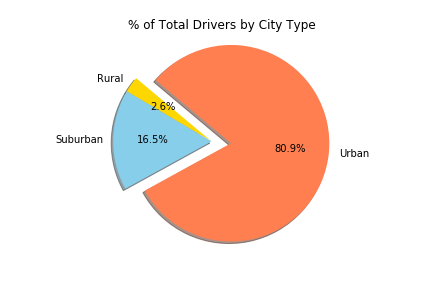 % of Total Drivers by City Type
Rural
2.6%
Suburban
16.5%
80.9%
Urban